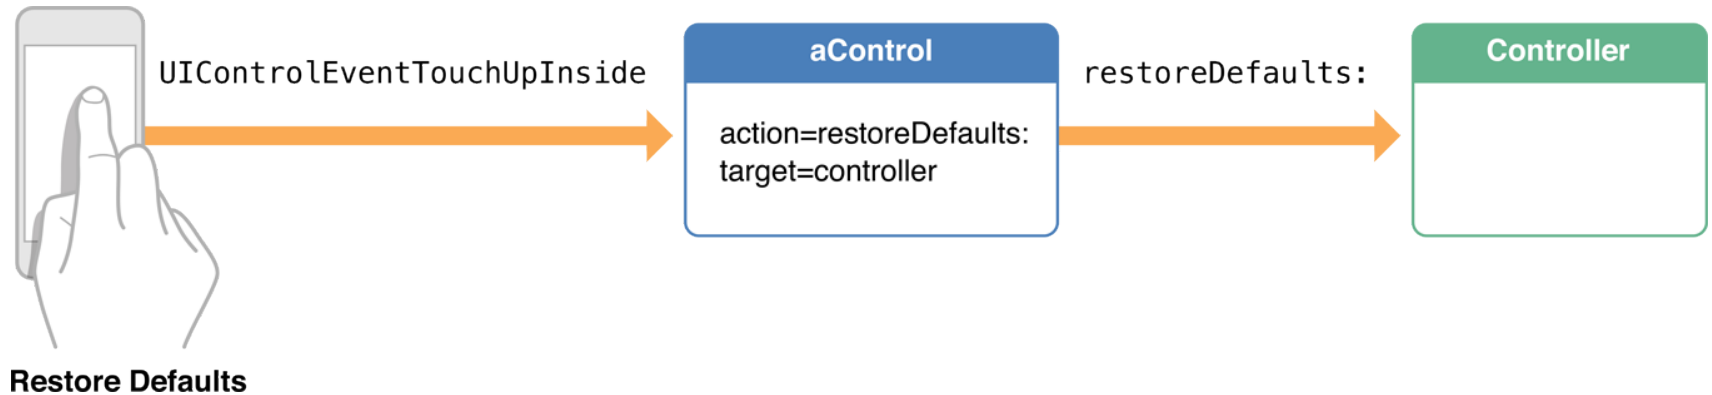 UIControlEventTouchUpInside
aControl
action=restoreDefaults:
target=controller
restoreDefaults:
Controller
Restore Defaults